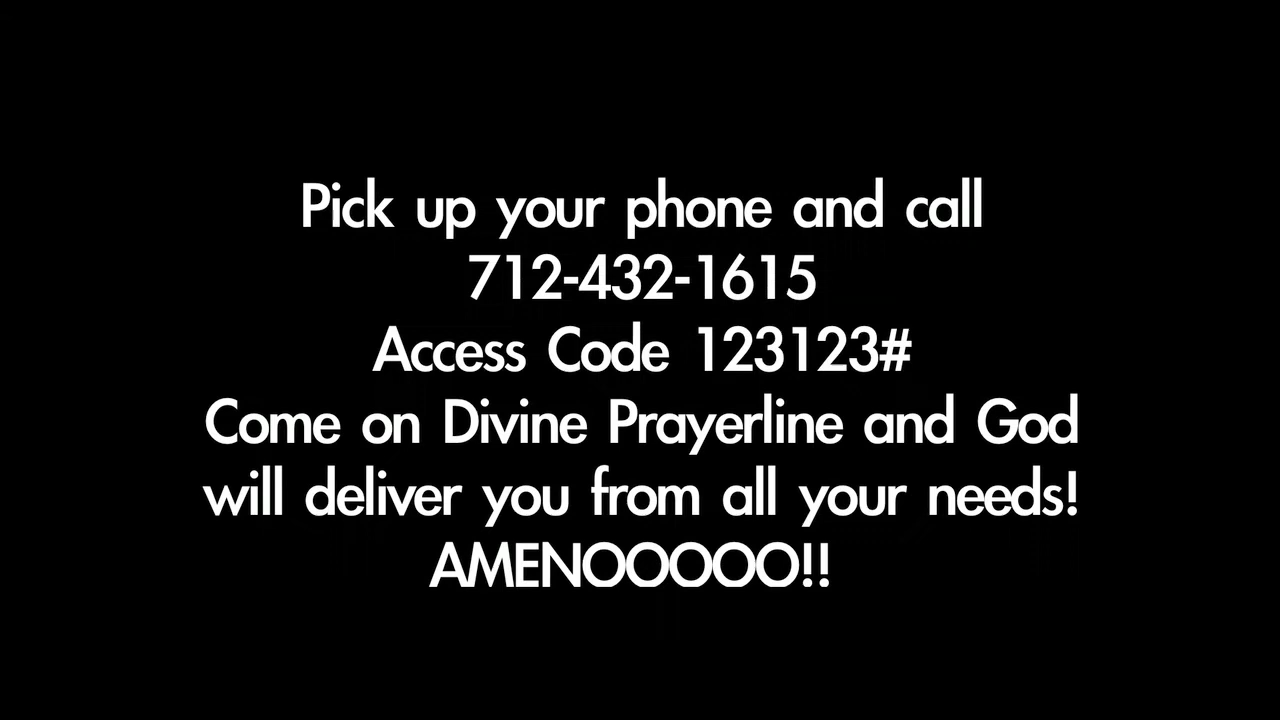 Pick up your phone and call
712-432-1615
Access Code 123123#
Come on Divine Prayerline and God
will deliver you from all your needs!
AMENOOOOO!!